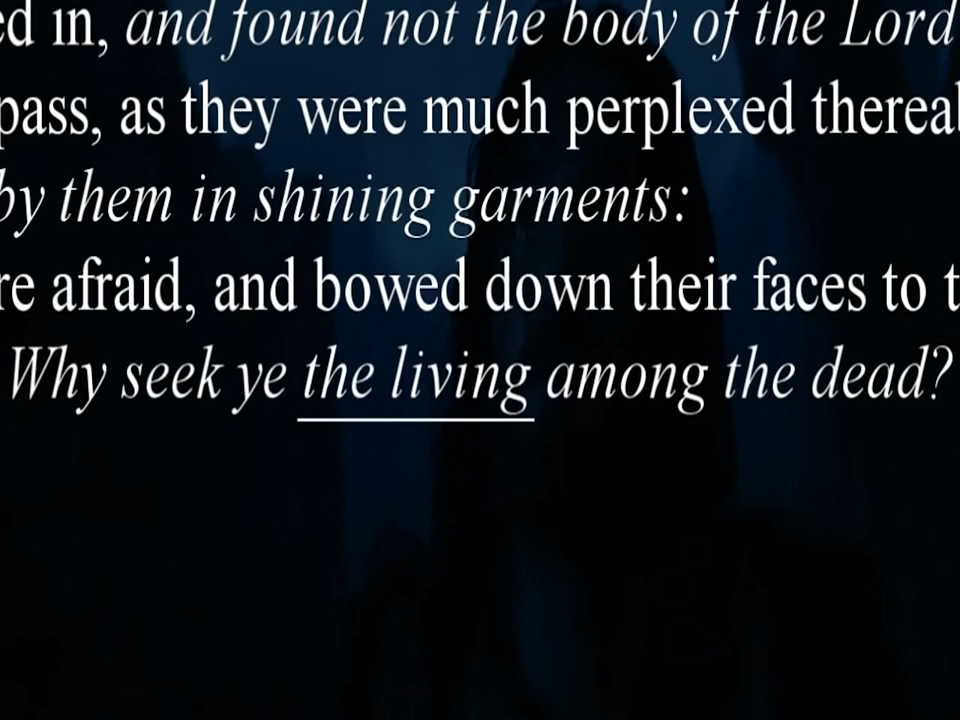 ed in, and found not the body of the Lord
pass, as they were much perplexed thereab
by them in shining garments:
re afraid, and bowed down their faces to t
Why seek ye the living among the dead?